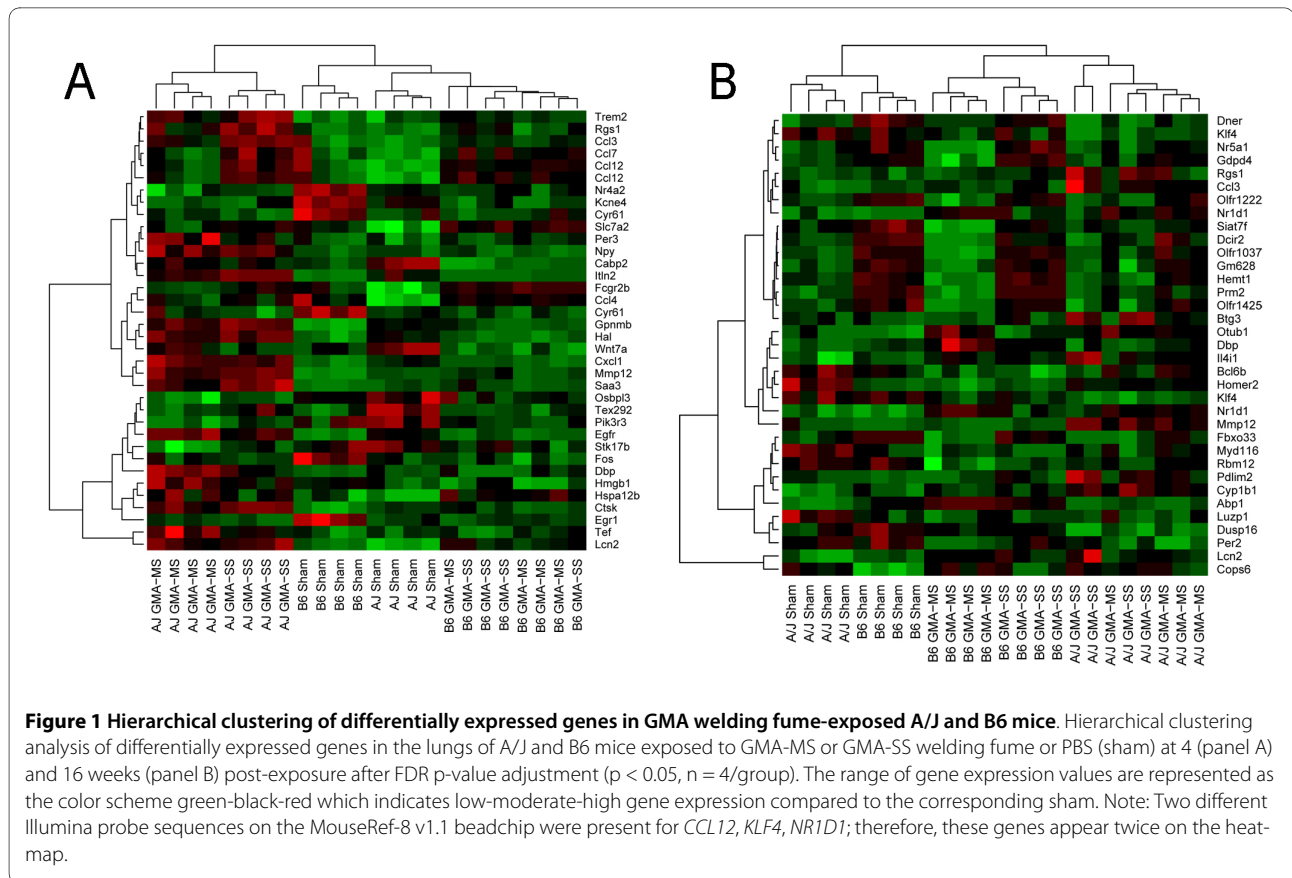 A
B
Trem2
Rgs1
Ccl3
Ccl7
Ccl12
Ccl12
Nr4a2
Kcne4
Cyr61
Slc7a2
Per3
Npy
Cabp2
Itln2
Fcgr2b
Ccl4
Cyr61
Gpnmb
Hal
Wnt7a
Cxcl1
Mmp12
Saa3
Osbpl3
Tex292
Pik3r3
Egfr
Stk17b
Fos
Dbp
Hmgb1
Hspa12b
Ctsk
Egr1
Tef
Lcn2
AJ GMA-MS
AJ GMA-MS
AJ GMA-MS
AJ GMA-MS
AJ GMA-SS
AJ GMA-SS
AJ GMA-SS
AJ GMA-SS
B6 Sham
B6 Sham
B6 Sham
B6 Sham
AJ Sham
AJ Sham
AJ Sham
AJ Sham
B6 GMA-MS
B6 GMA-SS
B6 GMA-SS
B6 GMA-SS
B6 GMA-MS
B6 GMA-MS
B6 GMA-MS
B6 GMA-SS
Dner
Klf4
Nr5a1
Gdpd4
Rgs1
Ccl3
Olfr1222
Nr1d1
Siat7f
Dcir2
Olfr1037
Gm628
Hemt1
Prm2
Olfr1425
Btg3
Otub1
Dbp
Il4i1
Bcl6b
Homer2
Klf4
Nr1d1
Mmp12
Fbxo33
Myd116
Rbm12
Pdlim2
Cyp1b1
Abp1
Luzp1
Dusp16
Per2
Lcn2
Cops6
A/J Sham
A/J Sham
A/J Sham
A/J Sham
B6 Sham
B6 Sham
B6 Sham
B6 Sham
B6 GMA-MS
B6 GMA-MS
B6 GMA-MS
B6 GMA-MS
B6 GMA-SS
B6 GMA-SS
B6 GMA-SS
B6 GMA-SS
A/J GMA-SS
A/J GMA-SS
A/J GMA-MS
A/J GMA-SS
A/J GMA-SS
A/J GMA-MS
A/J GMA-MS
A/J GMA-MS
Figure 1 Hierarchical clustering of differentially expressed genes in GMA welding fume-exposed A/J and B6 mice. Hierarchical clustering
analysis of differentially expressed genes in the lungs of A/J and B6 mice exposed to GMA-MS or GMA-SS welding fume or PBS (sham) at 4 (panel A)
and 16 weeks (panel B) post-exposure after FDR p-value adjustment (p < 0.05, n = 4/group). The range of gene expression values are represented as
the color scheme green-black-red which indicates low-moderate-high gene expression compared to the corresponding sham. Note: Two different
Illumina probe sequences on the MouseRef-8 v1.1 beadchip were present for CCL12, KLF4, NR1D1; therefore, these genes appear twice on the heat-
map.